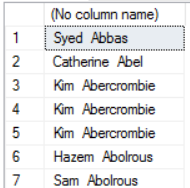 (No column name)
1 Syed Abbas
2 Catherine Abel
3 Kim Abercrombie
4 Kim Abercrombie
5 Kim Abercrombie
6 Hazem Abolrous
7 Sam Abolrous